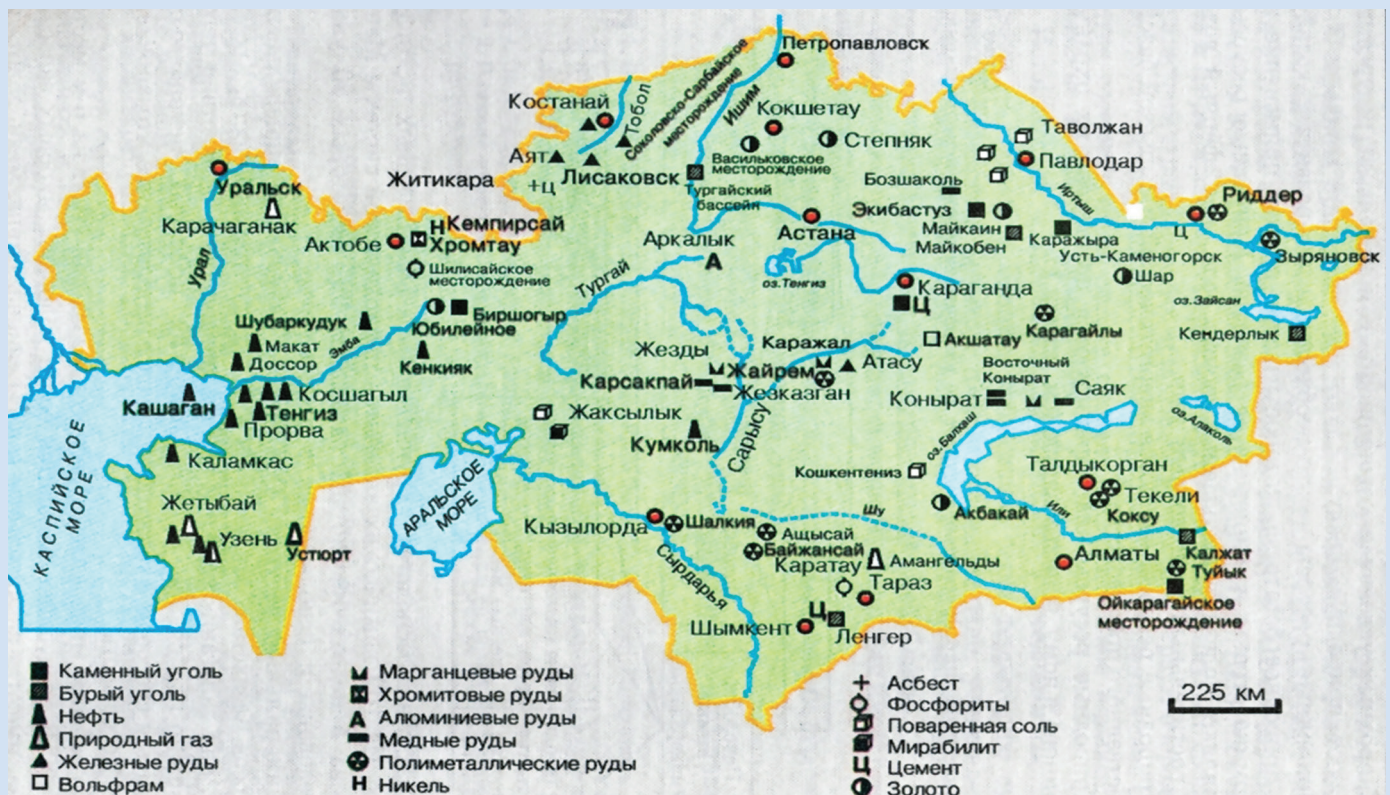 Петропавловск
Костанай
Тобол
Соколовско-Сарбайское
месторождение
Ишим
Кокшетау
Степняк
Васильковское
месторождение
Таволжан
Павлодар
Аят
Лисаковск
Житикара
+ц
Тургайский
бассейн
Бозшаколь
Иртыш
Риддер
Уральск
Карачаганак
Урал
Актобе
Н
Кемпирсай
Хромтау
Шилисайское
месторождение
Аркалык
А
Астана
Экибастуз
Майкаин
Майкобен
Каражыра
Ц
Усть-Каменогорск
Зыряновск
Шар
оз.Зайсан
Кендерлык
Тургай
оз.Тенгиз
Караганда
Ц
Карагайлы
Шубаркудук
Биршогыр
Юбилейное
Макат
Эмба
Доссор
Кенкияк
Жезды
Каражал
Акшатау
Атасу
Жайрем
Карсакпай
Жезказган
Восточный
Конырат
Конырат
Саяк
Кашаган
Косшагыл
Тенгиз
Прорва
Жаксылык
Кумколь
Сарысу
оз.Балхаш
оз.Алаколь
Каламкас
КАСПИЙСКОЕ
МОРЕ
АРАЛЬСКОЕ
МОРЕ
Кошкентениз
Талдыкорган
Текели
Коксу
Жетыбай
Узень
Устюрт
Кызылорда
Шалкия
Шу
Акбакай
Или
Ащысай
Байжансай
Каратау
Амангельды
Алматы
Калжат
Туйык
Сырдарья
Тараз
Ойкарагайское
месторождение
Ц
Шымкент
Ленгер
Каменный уголь
Бурый уголь
Нефть
Природный газ
Железные руды
Вольфрам
Марганцевые руды
Хромитовые руды
А Алюминиевые руды
Медные руды
Полиметаллические руды
Н Никель
+ Асбест
Фосфориты
Поваренная соль
Мирабилит
Ц Цемент
Золото
225 км